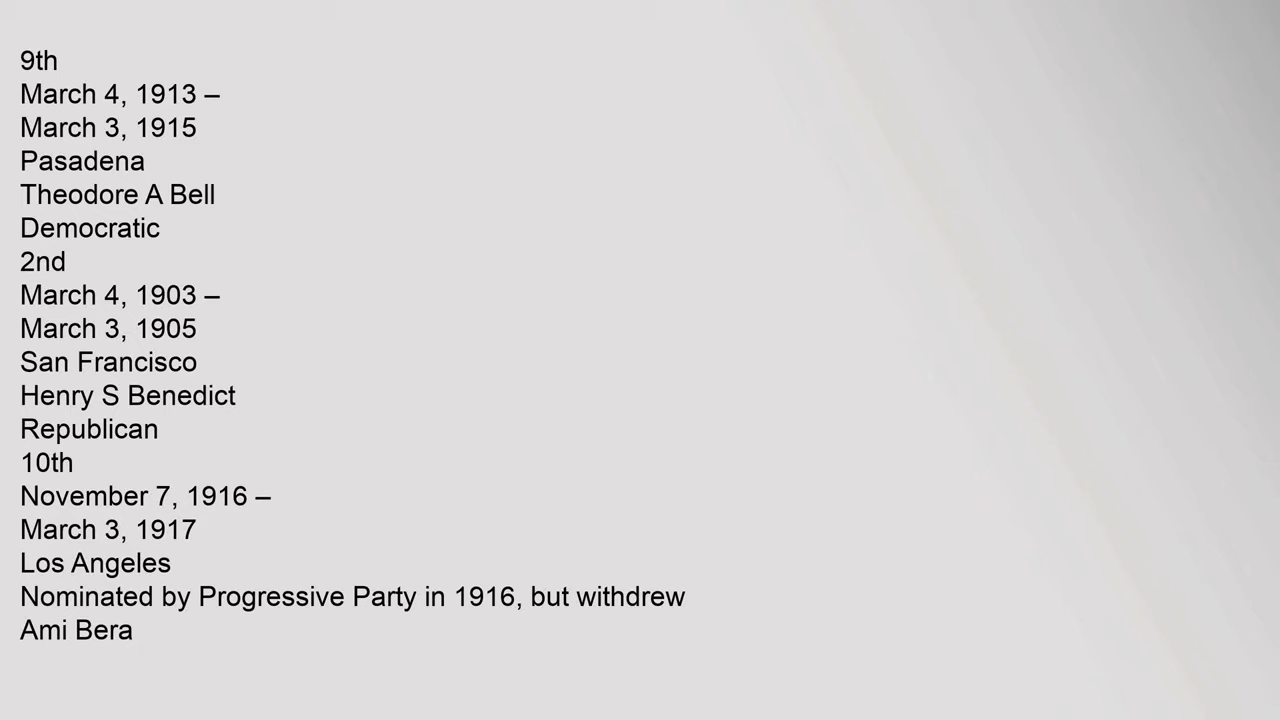 9th
March 4, 1913 –
March 3, 1915
Pasadena
Theodore A Bell
Democratic
2nd
March 4, 1903 –
March 3, 1905
San Francisco
Henry S Benedict
Republican
10th
November 7, 1916 –
March 3, 1917
Los Angeles
Nominated by Progressive Party in 1916, but withdrew
Ami Bera